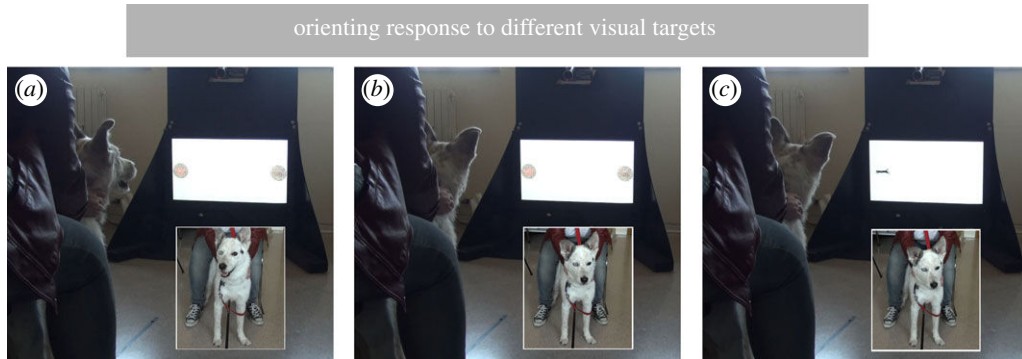 orienting response to different visual targets
(a)
(b)
(c)